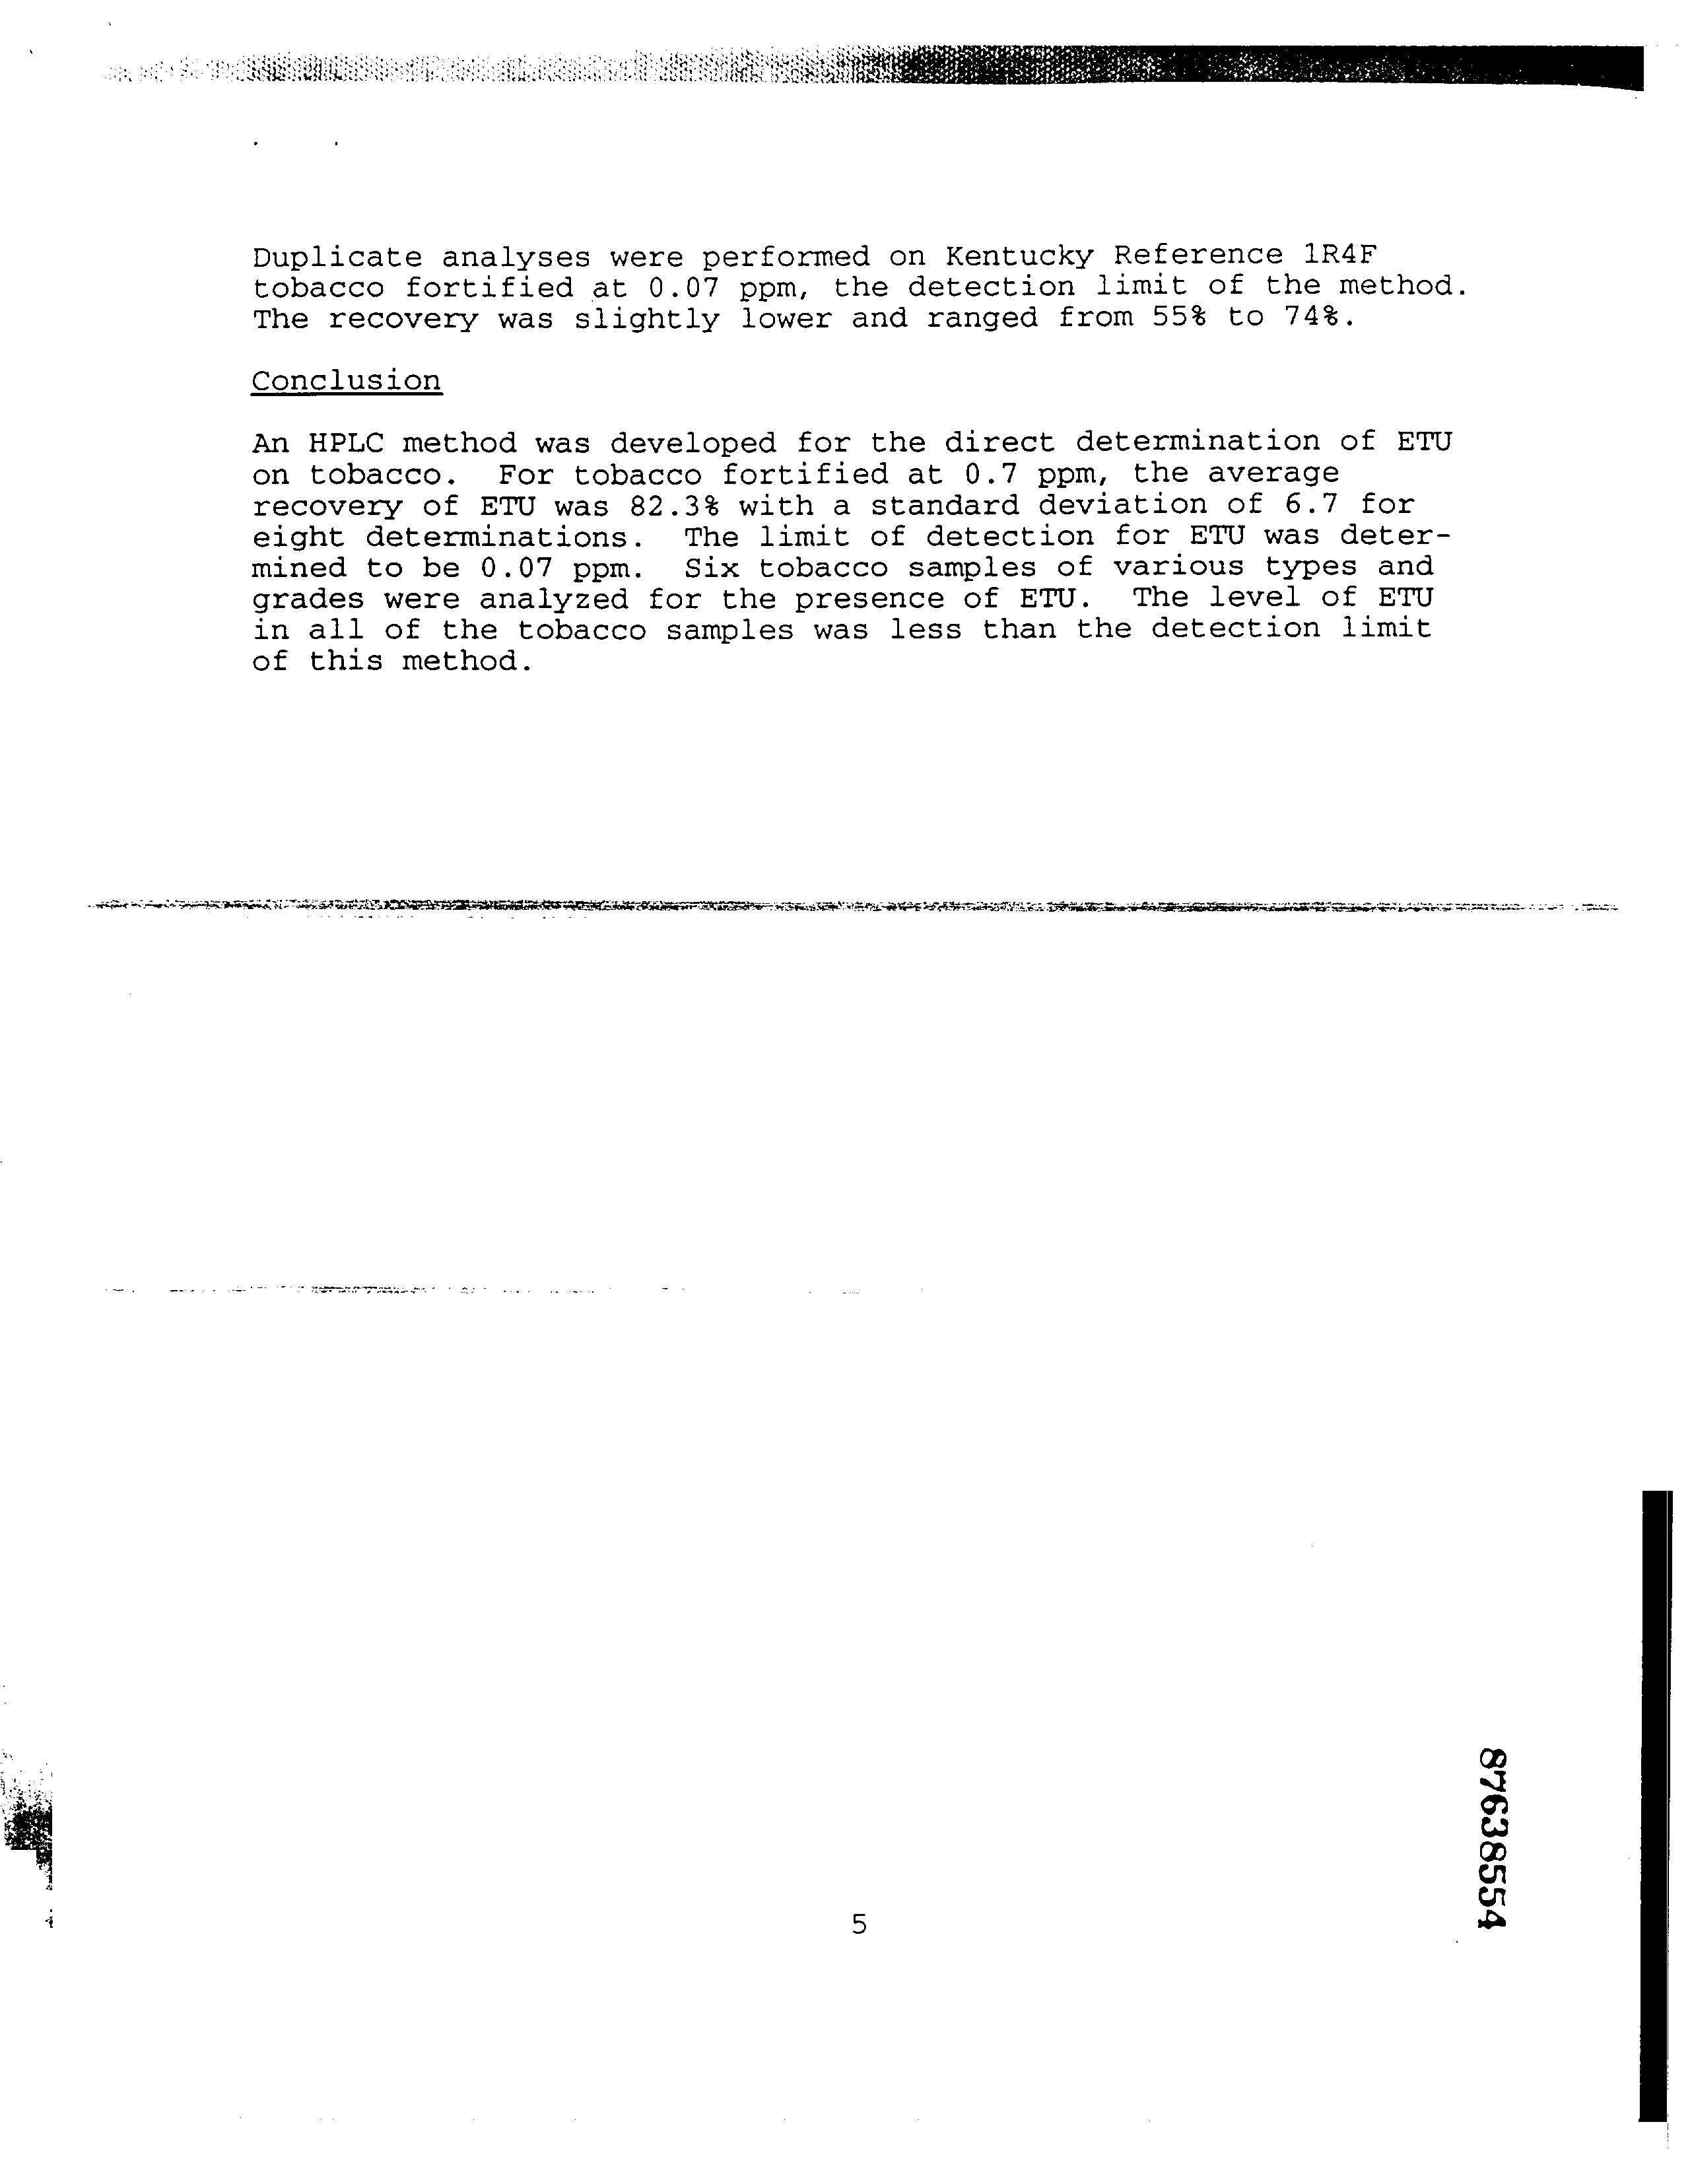 Duplicate analyses were performed on Kentucky Reference 1R4F
tobacco fortified at 0.07 ppm, the detection limit of the method.
The recovery was slightly lower and ranged from 55% to 74%.
Conclusion
An HPLC method was developed for the direct determination of ETU
on tobacco.  For tobacco fortified at 0.7 ppm, the average
recovery of ETU was 82.3% with a standard deviation of 6.7 for
eight determinations.  The limit of detection for ETU was deter-
mined to be 0.07 ppm.  Six tobacco samples of various types and
grades were analyzed for the presence of ETU.  The level of ETU
in all of the tobacco samples was less than the detection limit
of this method.
87638554
5